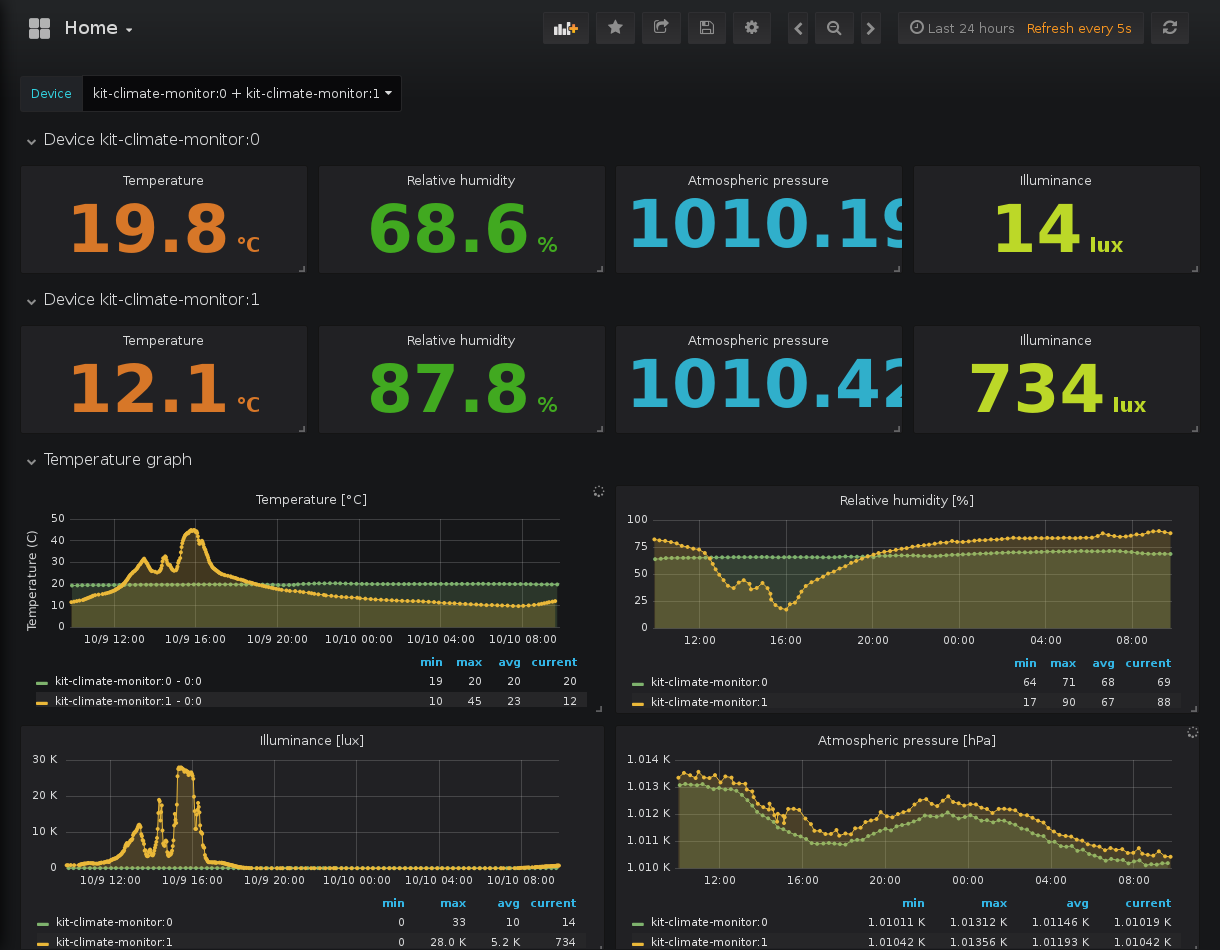 Home
Last 24 hours Refresh every 5s
Device kit-climate-monitor:0 + kit-climate-monitor:1
Device kit-climate-monitor:0
Temperature
19.8 °C
Relative humidity
68.6 %
Atmospheric pressure
1010.19
Illuminance
14 lux
Device kit-climate-monitor:1
Temperature
12.1 °C
Relative humidity
87.8 %
Atmospheric pressure
1010.42
Illuminance
734 lux
Temperature graph
Temperature [°C]
Temperature (C)
50
40
30
20
10
0
10/9 12:00 10/9 16:00 10/9 20:00 10/10 00:00 10/10 04:00 10/10 08:00
min max avg current
kit-climate-monitor:0 - 0:0 19 20 20 20
kit-climate-monitor:1 - 0:0 10 45 23 12
Relative humidity [%]
100
75
50
25
0
12:00 16:00 20:00 00:00 04:00 08:00
min max avg current
kit-climate-monitor:0 64 71 68 69
kit-climate-monitor:1 17 90 67 88
Illuminance [lux]
30 K
20 K
10 K
0
10/9 12:00 10/9 16:00 10/9 20:00 10/10 00:00 10/10 04:00 10/10 08:00
min max avg current
kit-climate-monitor:0 0 33 10 14
kit-climate-monitor:1 0 28.0 K 5.2 K 734
Atmospheric pressure [hPa]
1.014 K
1.013 K
1.012 K
1.011 K
1.010 K
12:00 16:00 20:00 00:00 04:00 08:00
min max avg current
kit-climate-monitor:0 1.01011 K 1.01312 K 1.01146 K 1.01019 K
kit-climate-monitor:1 1.01042 K 1.01356 K 1.01193 K 1.01042 K